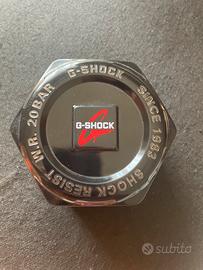 G-SHOCK SINCE 1983
SHOCK RESIST W.R. 20BAR
G-SHOCK
subito